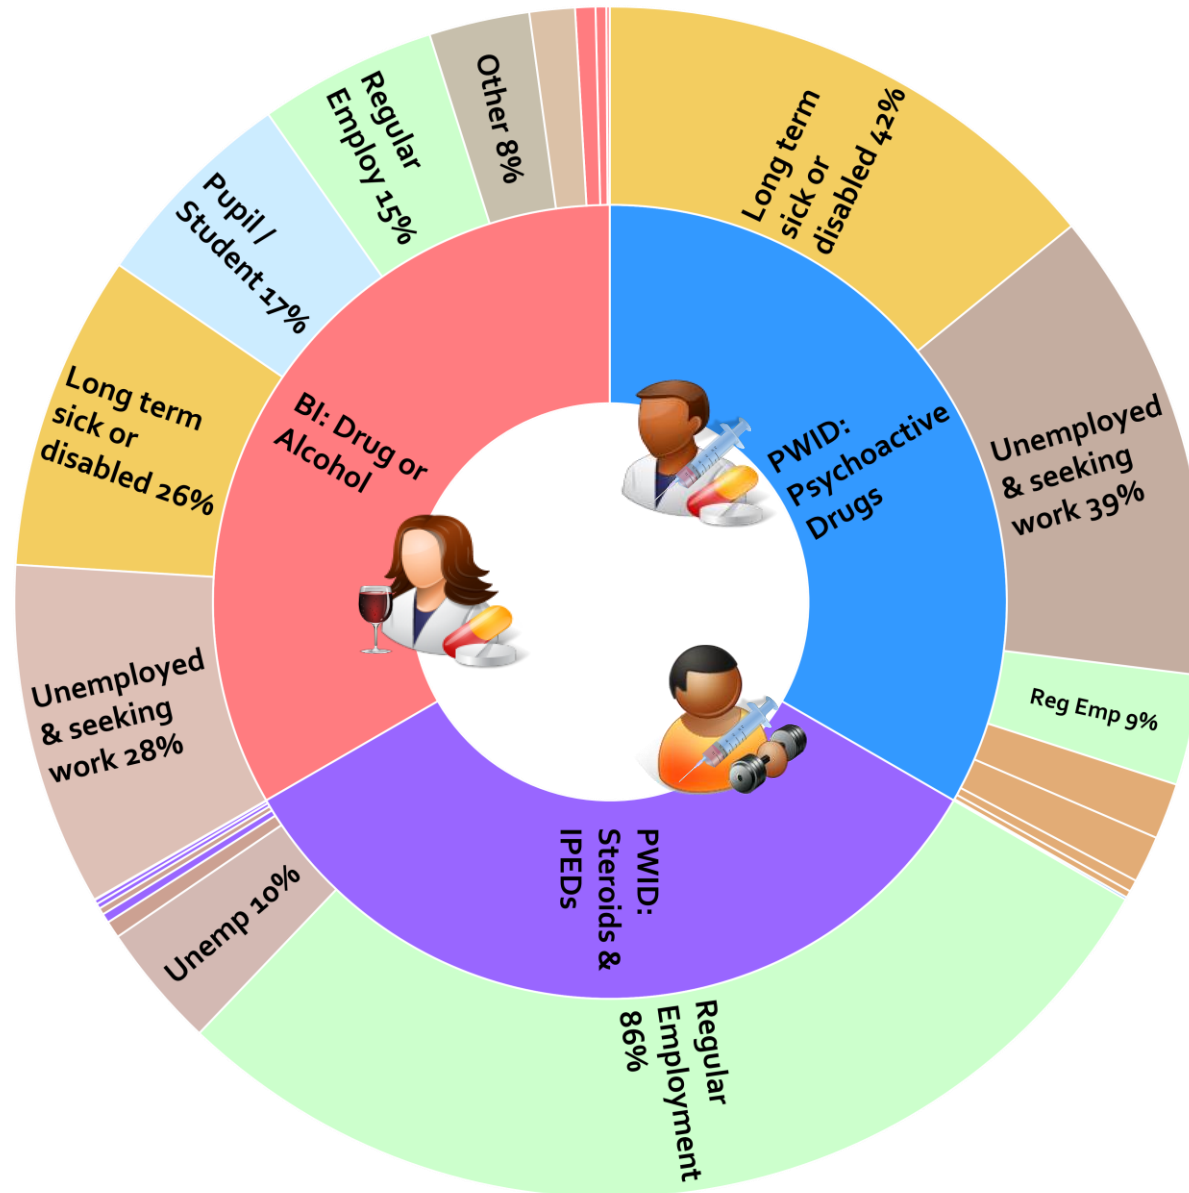 Long term
sick or
disabled 42%
Unemployed
& seeking
work 39%
Reg Emp 9%
PWID:
Psychoactive
Drugs
Regular
Employment
86%
Unemp 10%
PWID:
Steroids &
IPEDs
Unemployed
& seeking
work 28%
Long term
sick or
disabled 26%
Pupil /
Student 17%
Regular
Employ 15%
Other 8%
BI: Drug or
Alcohol